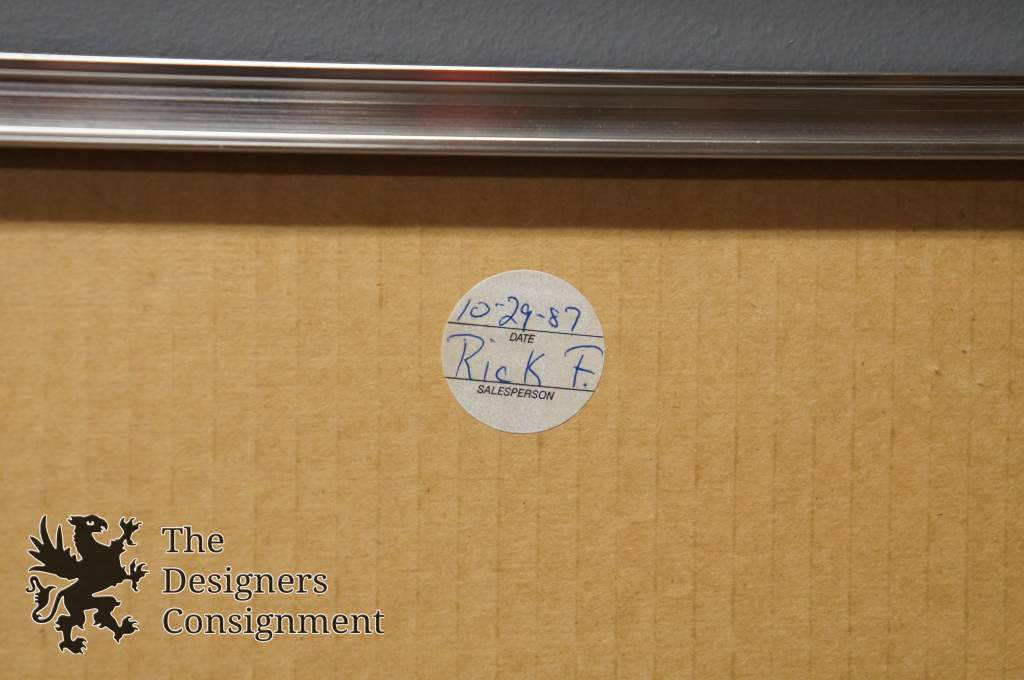 10-29-87
DATE
Rick F.
SALESPERSON
The
Designers
Consignment